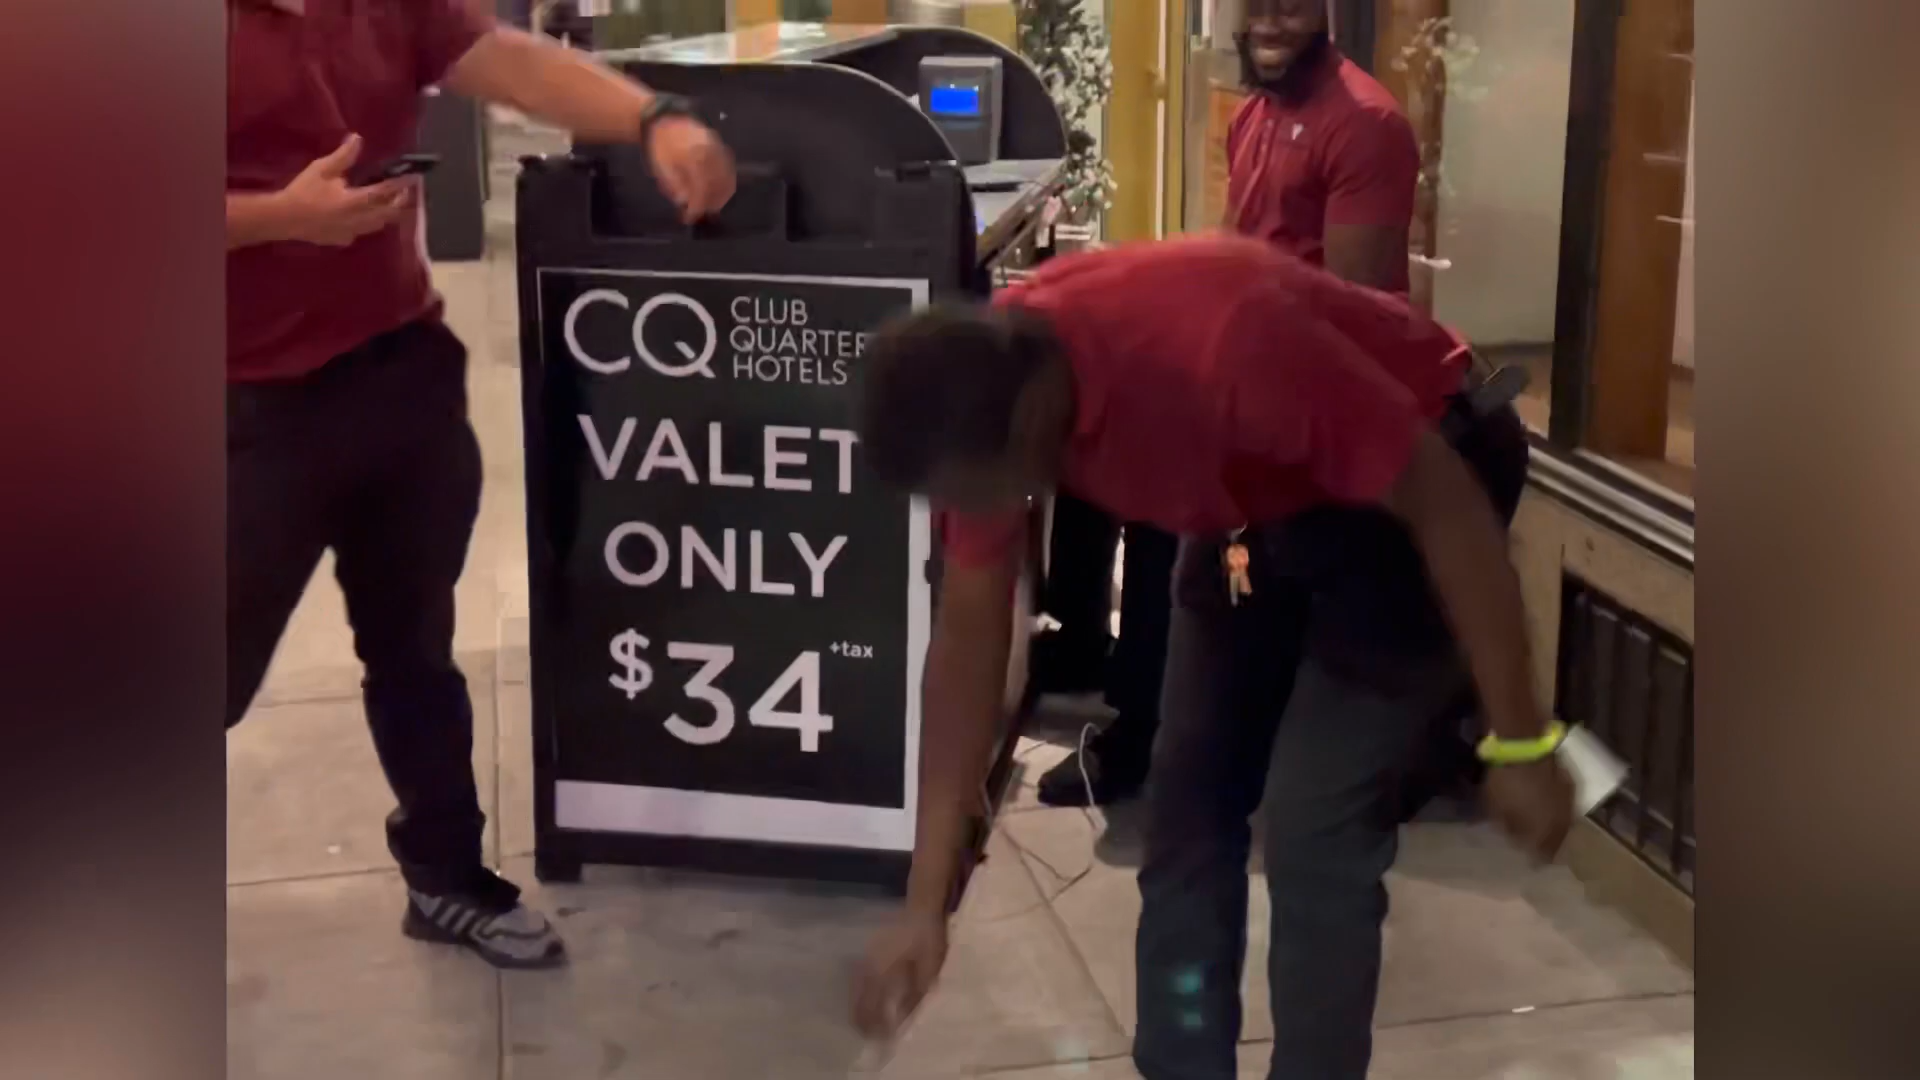 CQ
CLUB
QUARTER
HOTELS
VALET
ONLY
$34 +tax